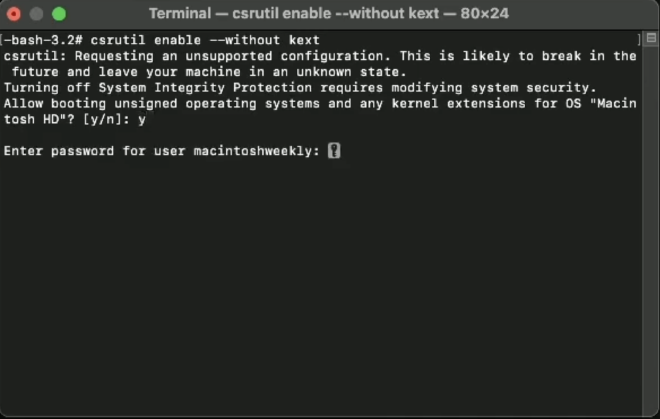 Terminal — csrutil enable --without kext — 80×24
[-bash-3.2# csrutil enable --without kext ]
csrutil: Requesting an unsupported configuration. This is likely to break in the
 future and leave your machine in an unknown state.
Turning off System Integrity Protection requires modifying system security.
Allow booting unsigned operating systems and any kernel extensions for OS "Macin
tosh HD"? [y/n]: y
Enter password for user macintoshweekly: